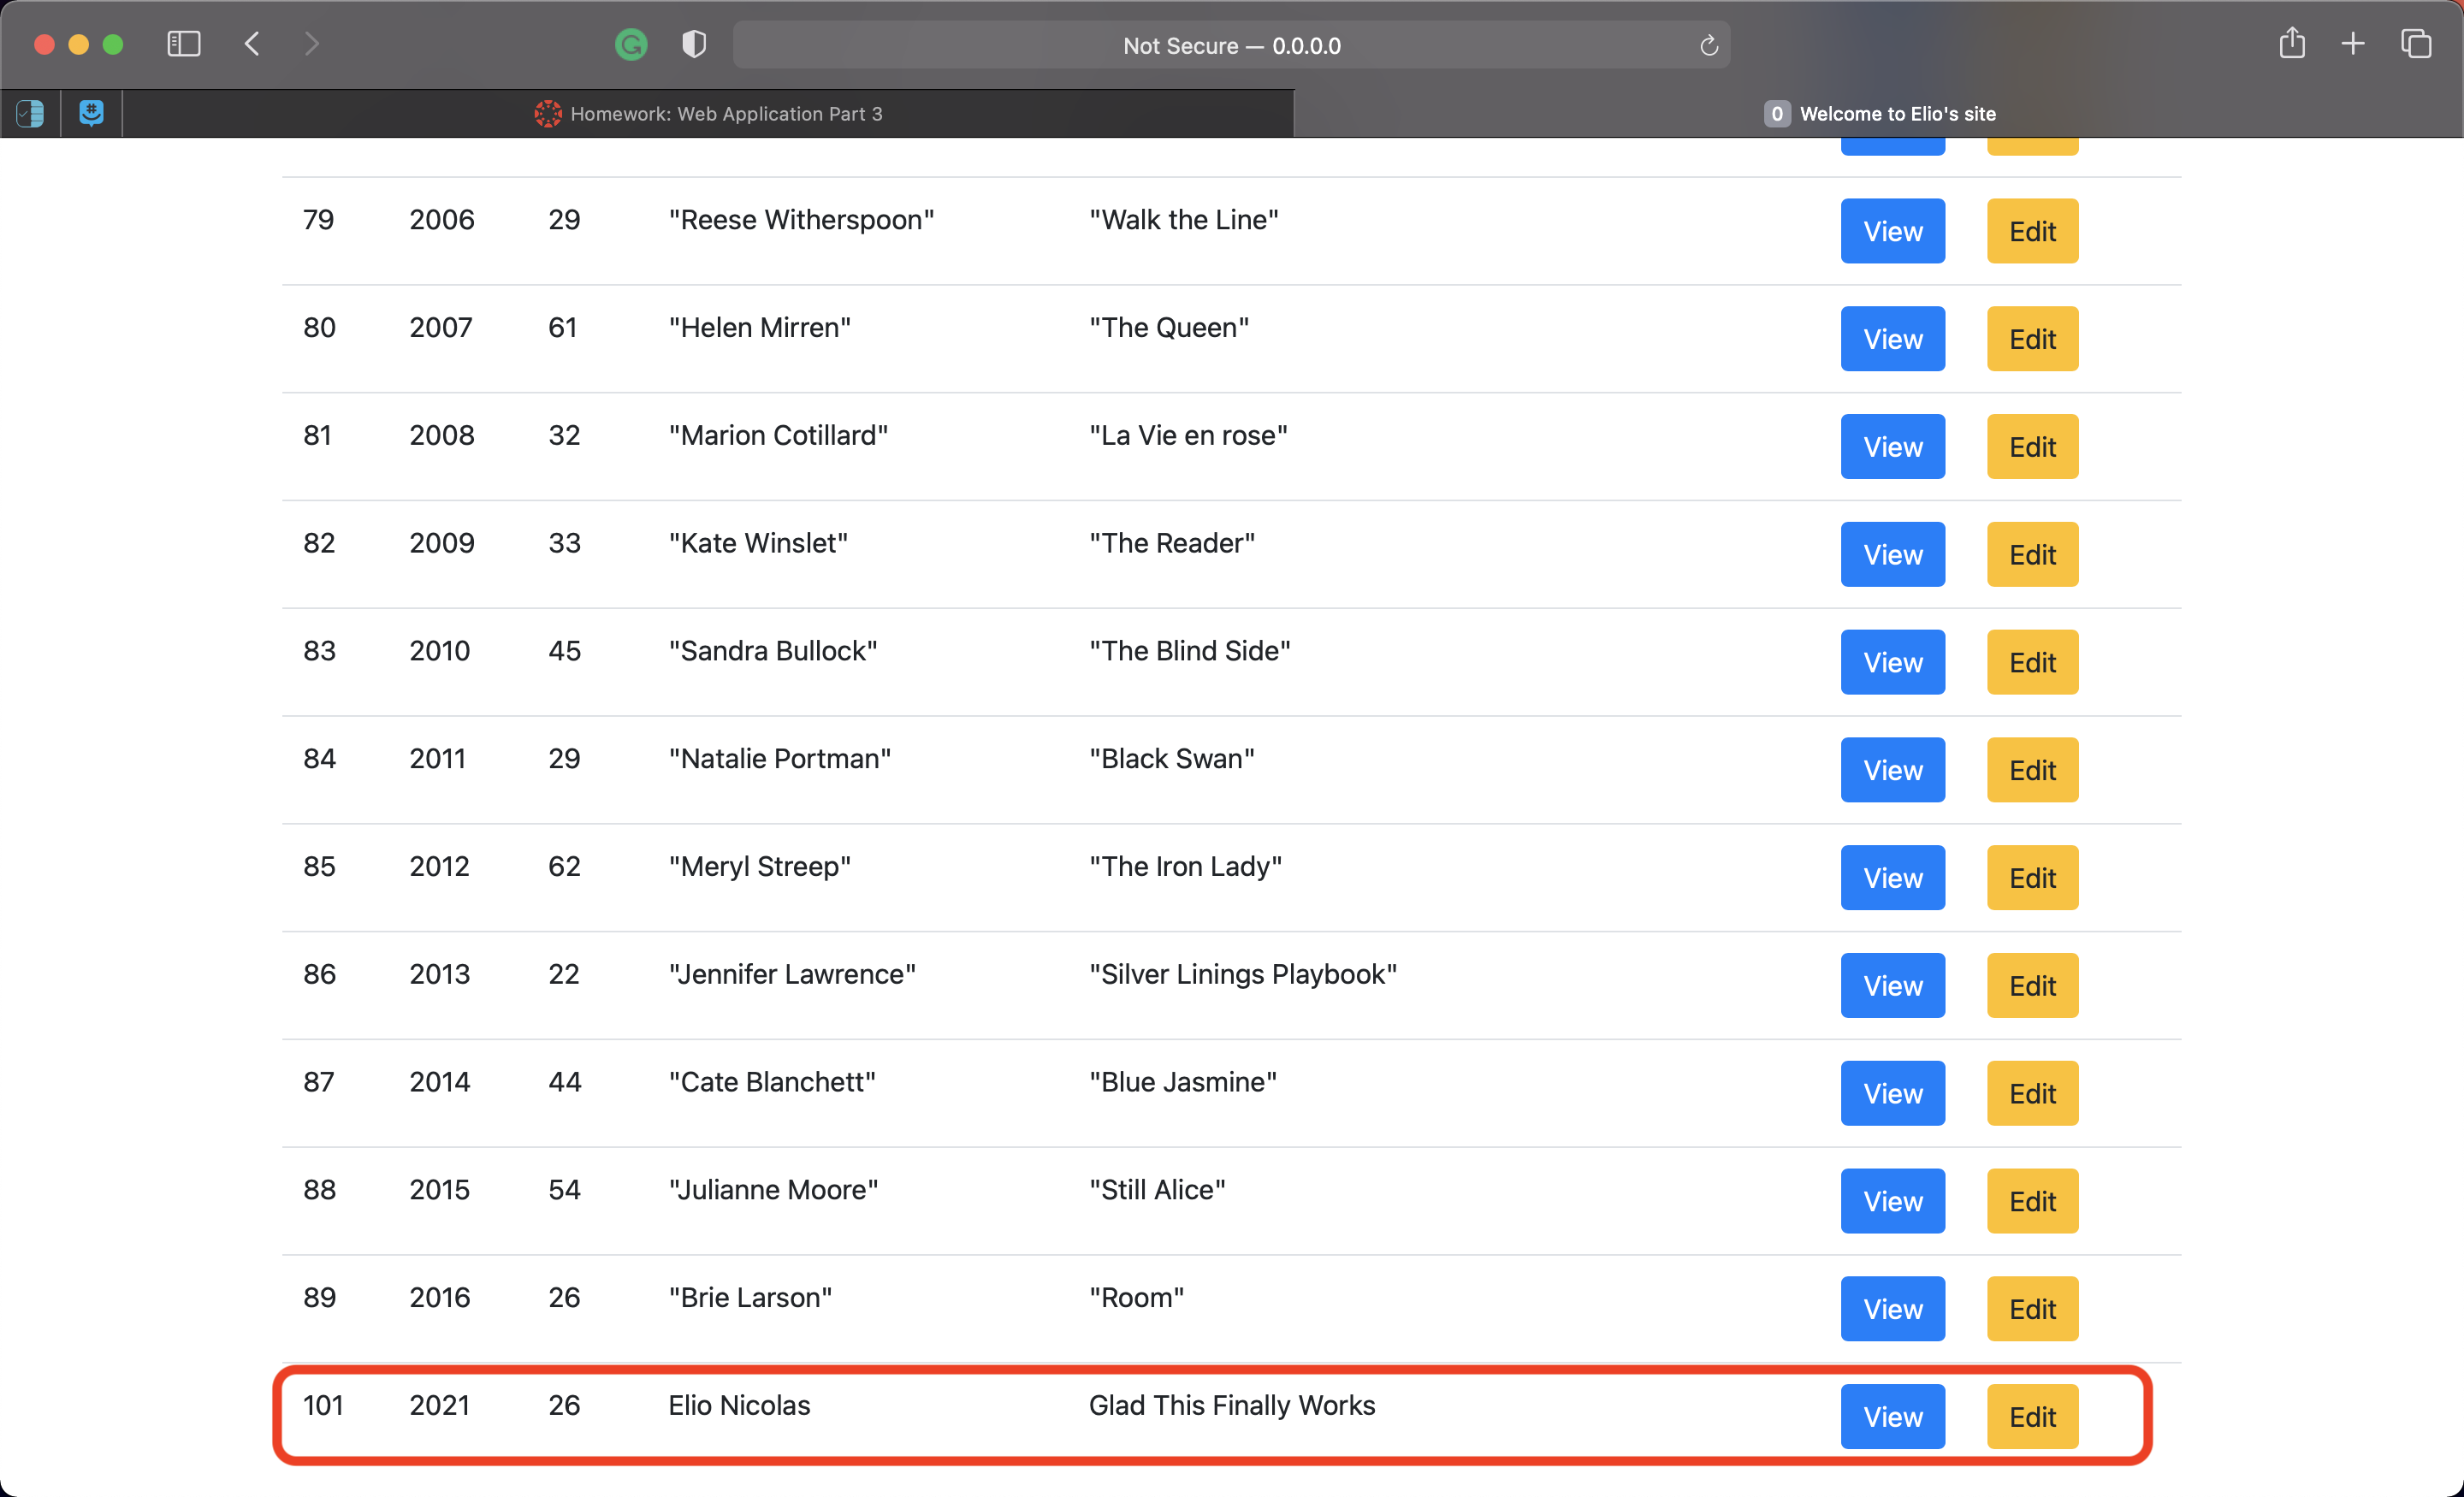 Not Secure — 0.0.0.0
Homework: Web Application Part 3
0 Welcome to Elio's site
79 2006 29 "Reese Witherspoon" "Walk the Line" View Edit
80 2007 61 "Helen Mirren" "The Queen" View Edit
81 2008 32 "Marion Cotillard" "La Vie en rose" View Edit
82 2009 33 "Kate Winslet" "The Reader" View Edit
83 2010 45 "Sandra Bullock" "The Blind Side" View Edit
84 2011 29 "Natalie Portman" "Black Swan" View Edit
85 2012 62 "Meryl Streep" "The Iron Lady" View Edit
86 2013 22 "Jennifer Lawrence" "Silver Linings Playbook" View Edit
87 2014 44 "Cate Blanchett" "Blue Jasmine" View Edit
88 2015 54 "Julianne Moore" "Still Alice" View Edit
89 2016 26 "Brie Larson" "Room" View Edit
101 2021 26 Elio Nicolas Glad This Finally Works View Edit